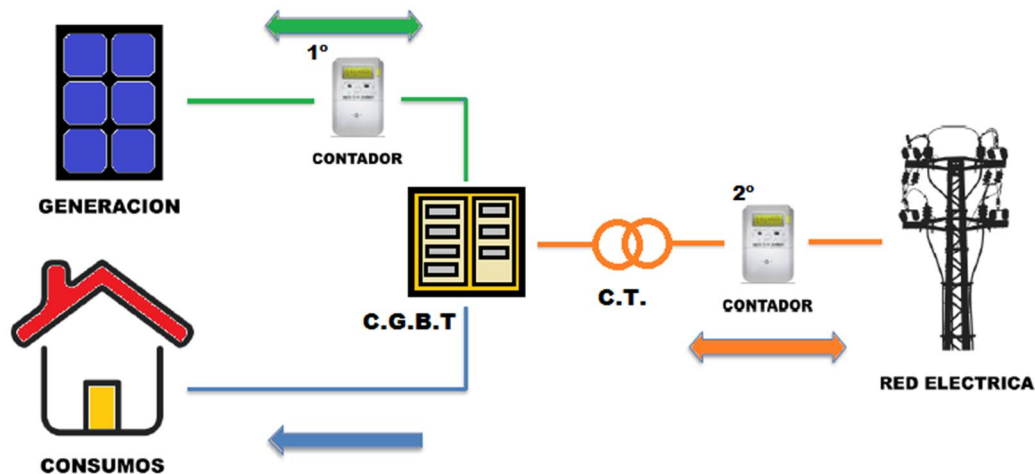 1º
CONTADOR
GENERACION
2º
C.G.B.T
C.T.
CONTADOR
RED ELECTRICA
CONSUMOS